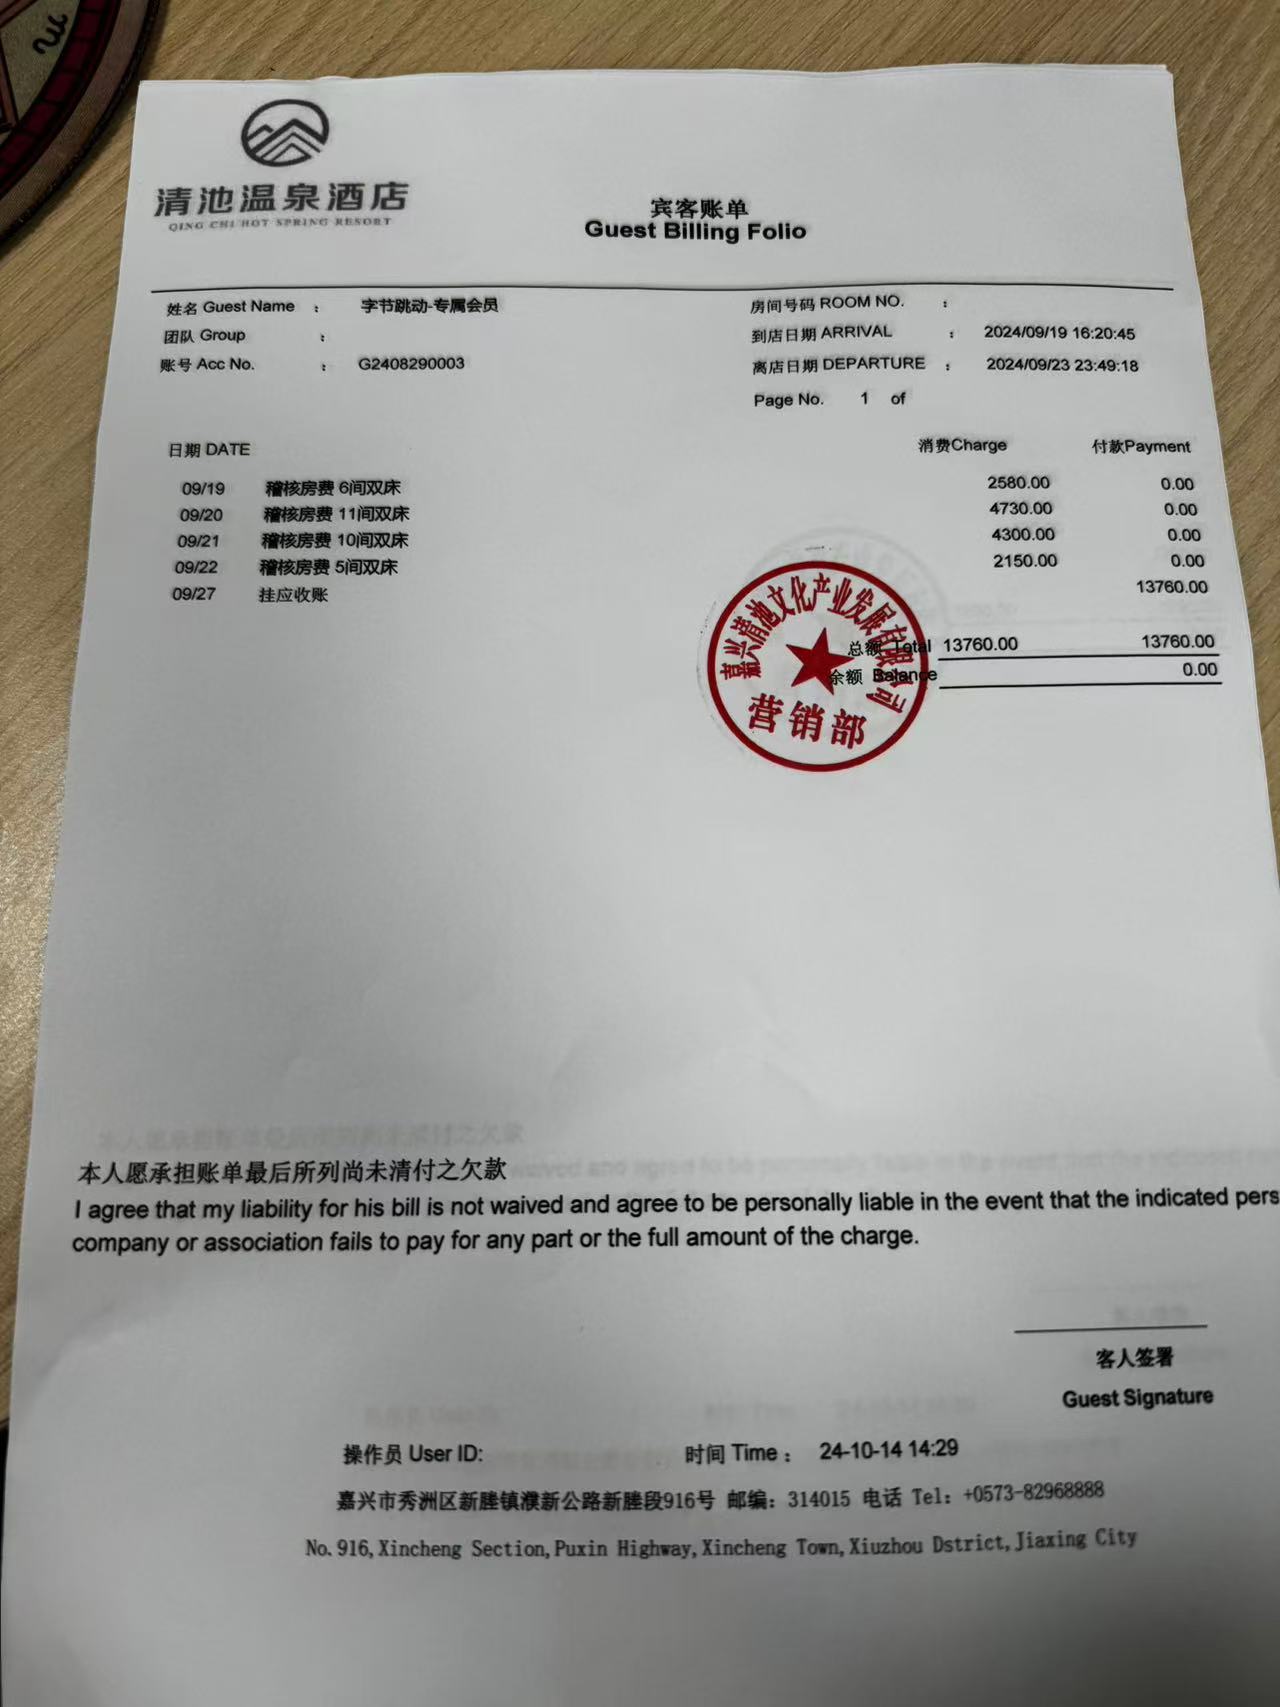 清池温泉酒店
QING CHI HOT SPRING RESORT
宾客账单
Guest Billing Folio
姓名 Guest Name ： 字节跳动-专属会员 房间号码 ROOM NO. ：
团队 Group ： 到店日期 ARRIVAL ： 2024/09/19 16:20:45
账号 Acc No. ： G2408290003 离店日期 DEPARTURE ： 2024/09/23 23:49:18
Page No. 1 of
日期 DATE 消费Charge 付款Payment
09/19 稽核房费 6间双床 2580.00 0.00
09/20 稽核房费 11间双床 4730.00 0.00
09/21 稽核房费 10间双床 4300.00 0.00
09/22 稽核房费 5间双床 2150.00 0.00
09/27 挂应收账 13760.00
总额 Total 13760.00 13760.00
余额 Balance 0.00
嘉兴清池文化产业发展有限公司
营销部
本人愿承担账单最后所列尚未清付之欠款
I agree that my liability for his bill is not waived and agree to be personally liable in the event that the indicated pers
company or association fails to pay for any part or the full amount of the charge.
客人签署
Guest Signature
操作员 User ID: 时间 Time： 24-10-14 14:29
嘉兴市秀洲区新塍镇濮新公路新塍段916号 邮编：314015 电话 Tel：+0573-82968888
No.916,Xincheng Section,Puxin Highway,Xincheng Town,Xiuzhou Dstrict,Jiaxing City